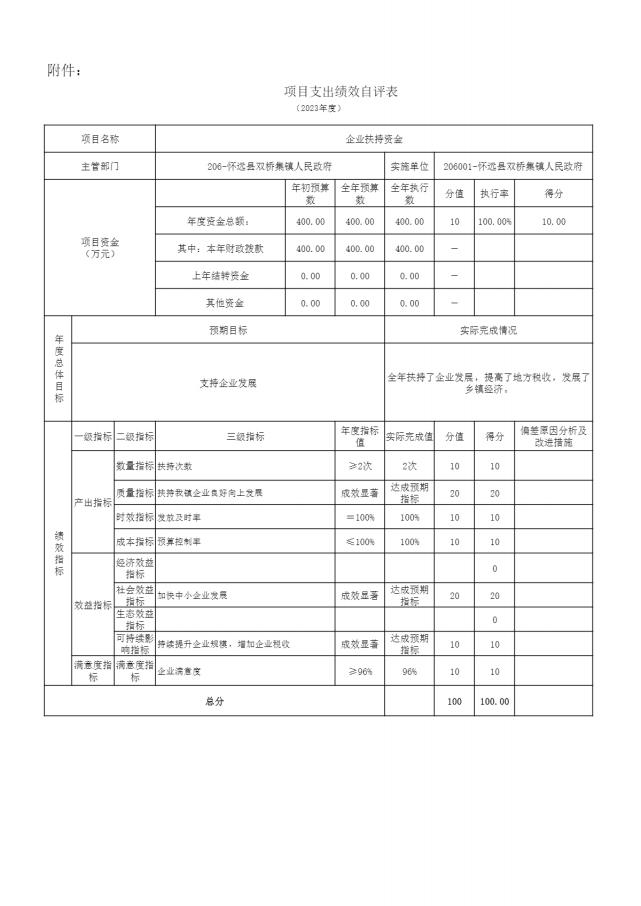 附件：
项目支出绩效自评表
（2023年度）
项目名称 企业扶持资金
主管部门 206-怀远县双桥集镇人民政府 实施单位 206001-怀远县双桥集镇人民政府
项目资金
（万元）
年初预算数 全年预算数 全年执行数 分值 执行率 得分
年度资金总额： 400.00 400.00 400.00 10 100.00% 10.00
其中：本年财政拨款 400.00 400.00 400.00 －
上年结转资金 0.00 0.00 0.00 －
其他资金 0.00 0.00 0.00 －
年度总体目标
预期目标 实际完成情况
支持企业发展 全年扶持了企业发展，提高了地方税收，发展了
乡镇经济。
绩效指标
一级指标 二级指标 三级指标 年度指标值 实际完成值 分值 得分 偏差原因分析及改进措施
产出指标
数量指标 扶持次数 ≥2次 2次 10 10
质量指标 扶持我镇企业良好向上发展 成效显著 达成预期指标 20 20
时效指标 发放及时率 ＝100% 100% 10 10
成本指标 预算控制率 ≤100% 100% 10 10
效益指标
经济效益指标 0
社会效益指标 加快中小企业发展 成效显著 达成预期指标 20 20
生态效益指标 0
可持续影响指标 持续提升企业规模，增加企业税收 成效显著 达成预期指标 10 10
满意度指标 满意度指标 企业满意度 ≥96% 96% 10 10
总分 100 100.00